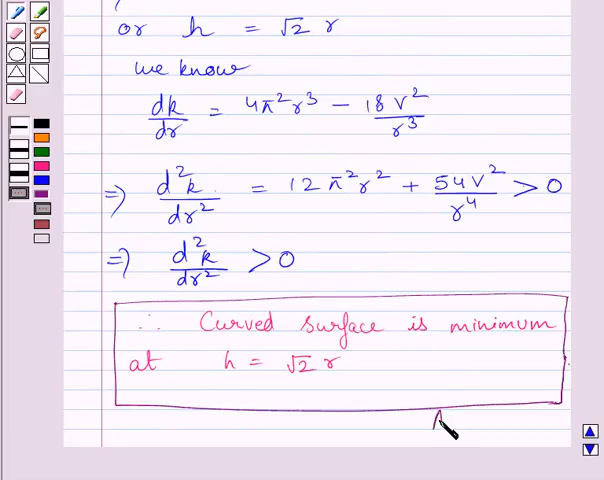 or h = √2 r
we know
dk/dr = 4π²r³ − 18V²/r³
⇒ d²k/dr² = 12π²r² + 54V²/r⁴ > 0
⇒ d²k/dr² > 0
∴ Curved surface is minimum
at h = √2 r